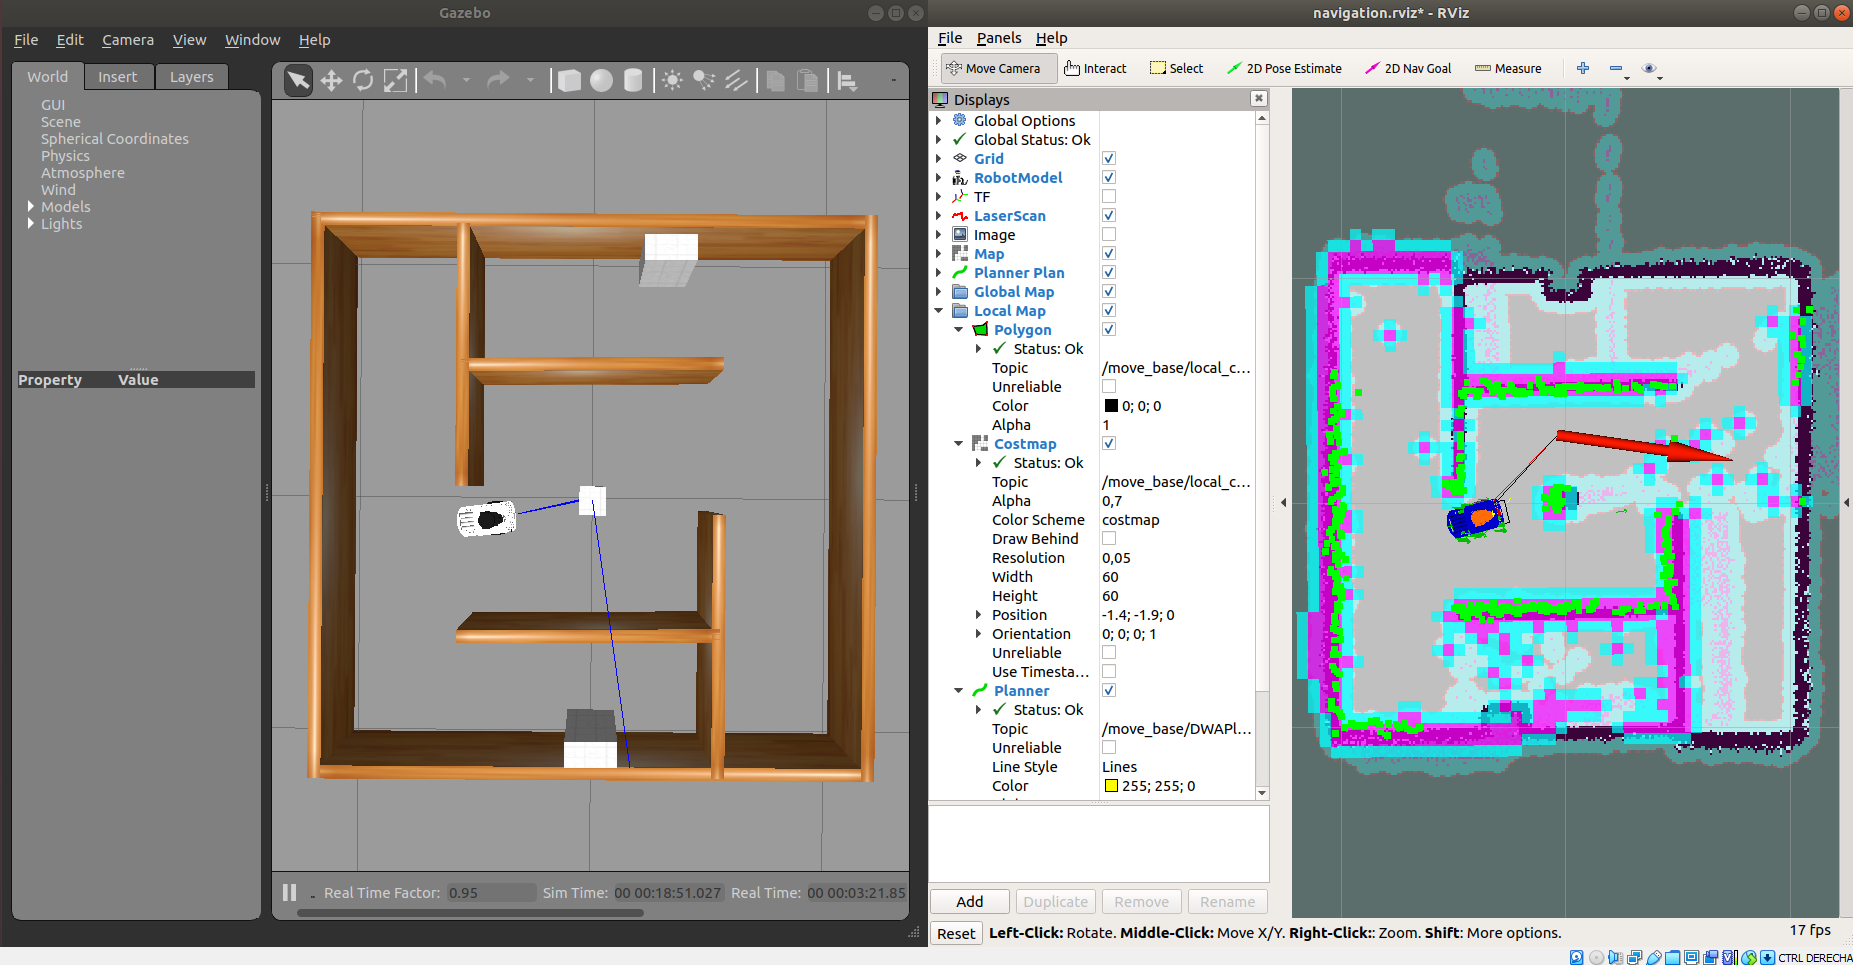 Gazebo
File Edit Camera View Window Help
World Insert Layers
GUI
Scene
Spherical Coordinates
Physics
Atmosphere
Wind
Models
Lights
Property Value
Real Time Factor: 0.95 Sim Time: 00 00:18:51.027 Real Time: 00 00:03:21.85
navigation.rviz* - RViz
File Panels Help
Move Camera Interact Select 2D Pose Estimate 2D Nav Goal Measure
Displays
Global Options
Global Status: Ok
Grid
RobotModel
TF
LaserScan
Image
Map
Planner Plan
Global Map
Local Map
Polygon
Status: Ok
Topic /move_base/local_c...
Unreliable
Color 0; 0; 0
Alpha 1
Costmap
Status: Ok
Topic /move_base/local_c...
Alpha 0,7
Color Scheme costmap
Draw Behind
Resolution 0,05
Width 60
Height 60
Position -1.4; -1.9; 0
Orientation 0; 0; 0; 1
Unreliable
Use Timesta...
Planner
Status: Ok
Topic /move_base/DWAPl...
Unreliable
Line Style Lines
Color 255; 255; 0
Add Duplicate Remove Rename
Reset Left-Click: Rotate. Middle-Click: Move X/Y. Right-Click:: Zoom. Shift: More options. 17 fps
CTRL DERECHA